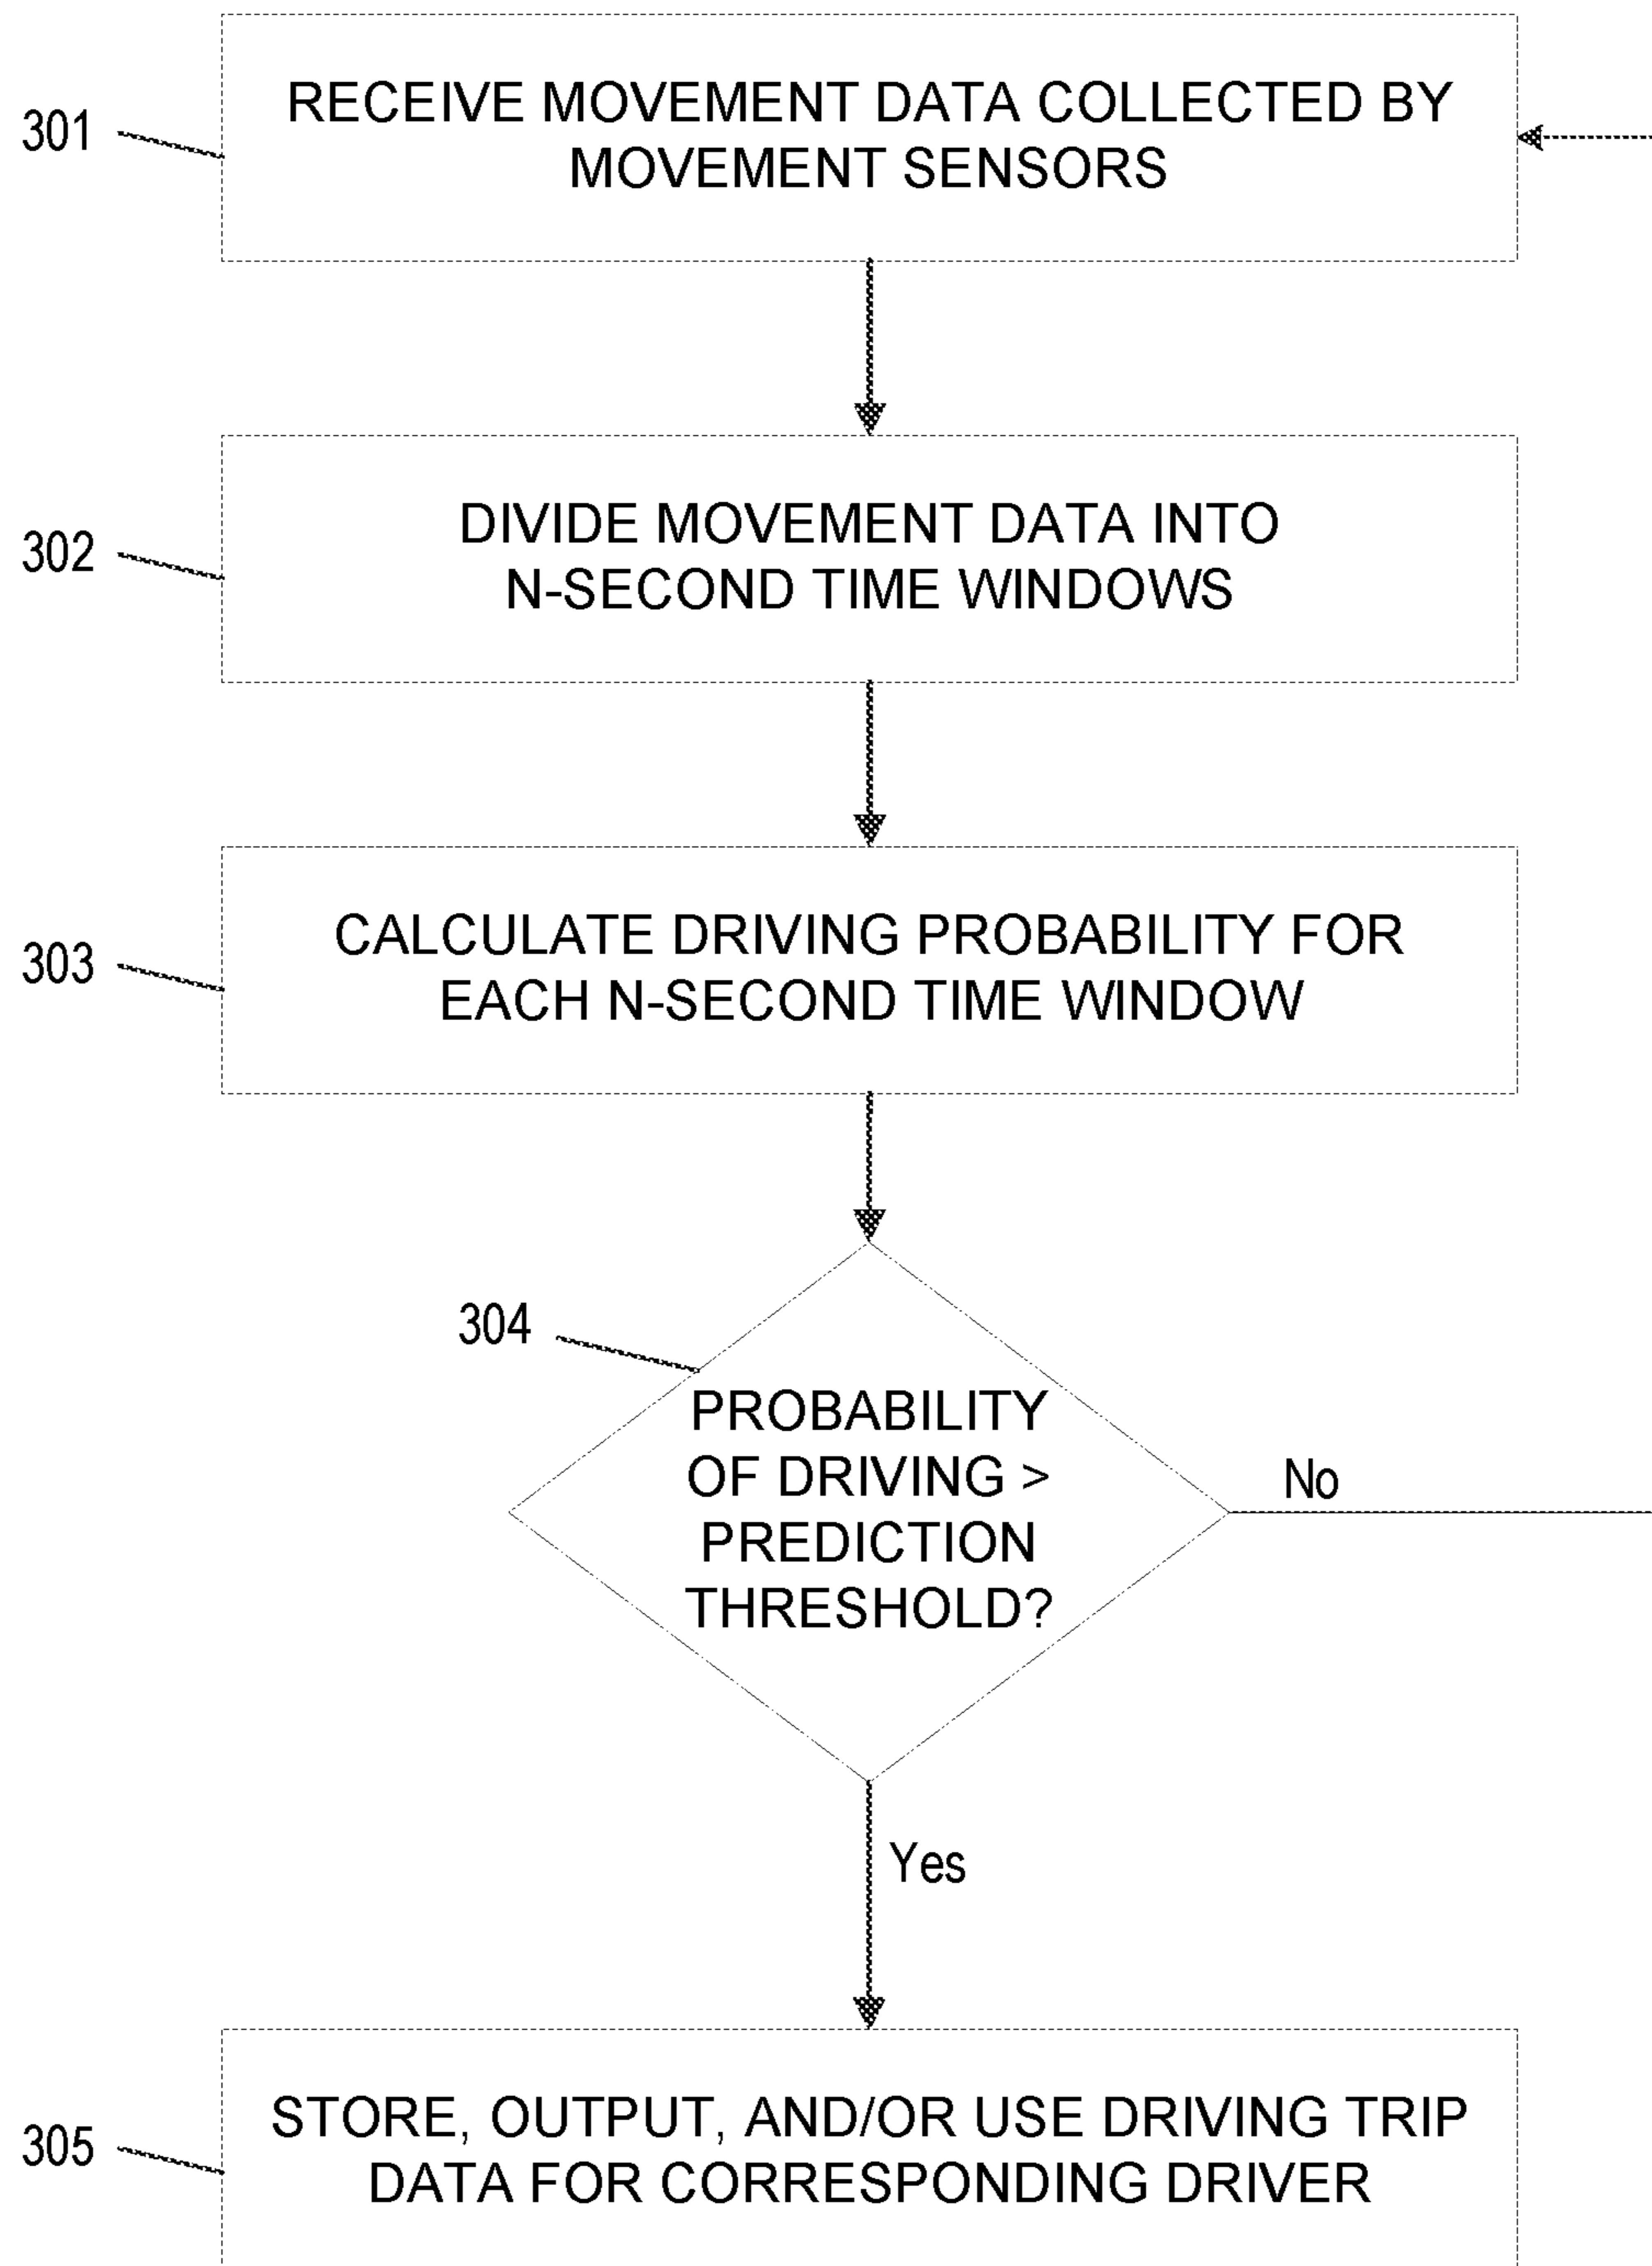 301
RECEIVE MOVEMENT DATA COLLECTED BY
MOVEMENT SENSORS
302
DIVIDE MOVEMENT DATA INTO
N-SECOND TIME WINDOWS
303
CALCULATE DRIVING PROBABILITY FOR
EACH N-SECOND TIME WINDOW
304
PROBABILITY
OF DRIVING >
PREDICTION
THRESHOLD?
No
Yes
305
STORE, OUTPUT, AND/OR USE DRIVING TRIP
DATA FOR CORRESPONDING DRIVER